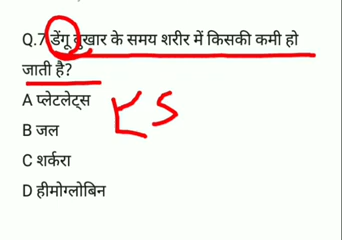 Q.7 डेंगू बुखार के समय शरीर में किसकी कमी हो
जाती है?
A प्लेटलेट्स
B जल
C शर्करा
D हीमोग्लोबिन